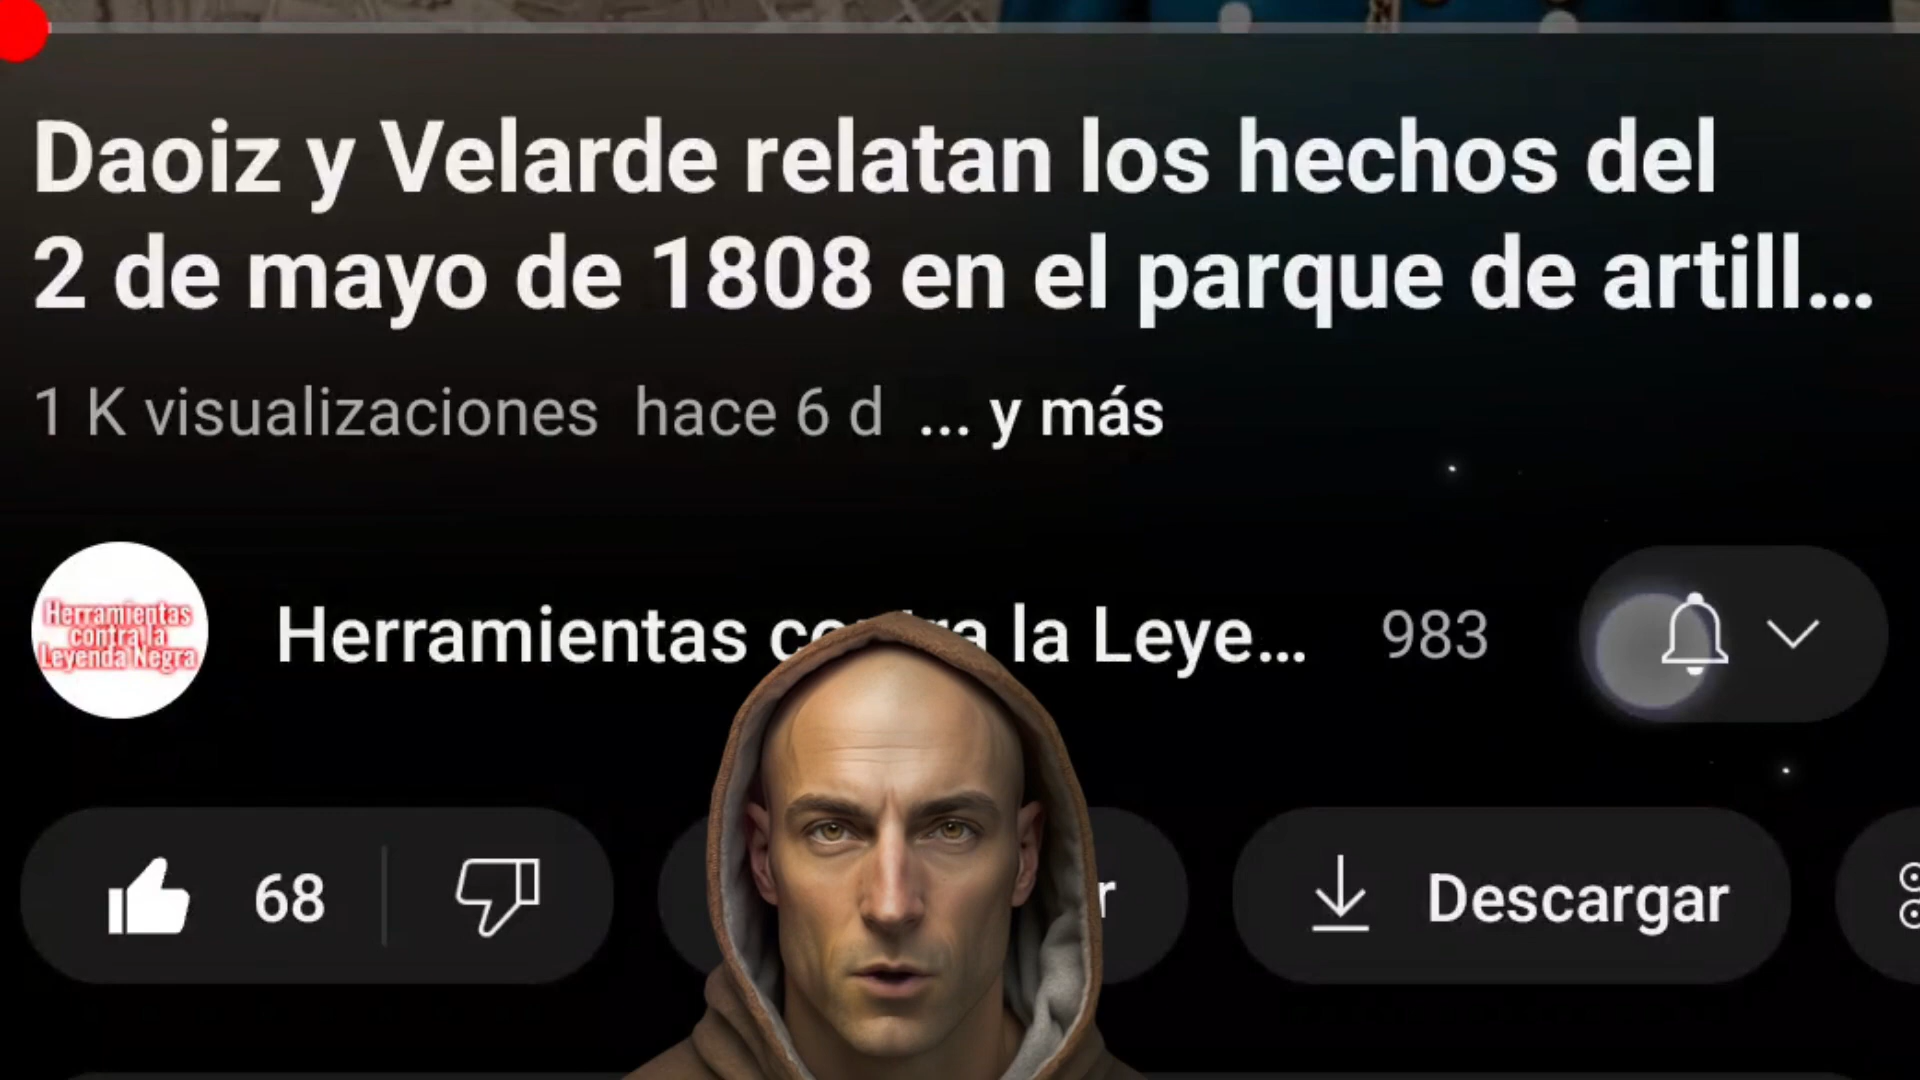 Daoiz y Velarde relatan los hechos del
2 de mayo de 1808 en el parque de artill...
1 K visualizaciones hace 6 d ... y más
Herramientas
contra la
Leyenda Negra
Herramientas contra la Leye... 983
68
Descargar